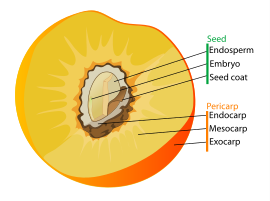 Seed
Endosperm
Embryo
Seed coat
Pericarp
Endocarp
Mesocarp
Exocarp